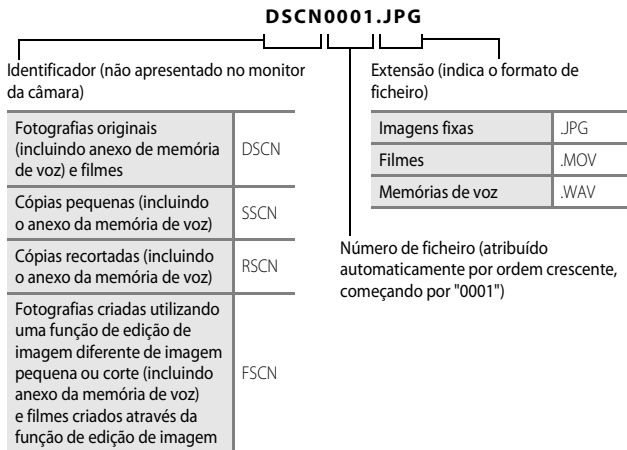 DSCN0001.JPG
Identificador (não apresentado no monitor
da câmara)
Fotografias originais
(incluindo anexo de memória
de voz) e filmes
DSCN
Cópias pequenas (incluindo
o anexo da memória de voz)
SSCN
Cópias recortadas (incluindo
o anexo da memória de voz)
RSCN
Fotografias criadas utilizando
uma função de edição de
imagem diferente de imagem
pequena ou corte (incluindo
anexo da memória de voz)
e filmes criados através da
função de edição de imagem
FSCN
Extensão (indica o formato de
ficheiro)
Imagens fixas
.JPG
Filmes
.MOV
Memórias de voz
.WAV
Número de ficheiro (atribuído
automaticamente por ordem crescente,
começando por "0001")